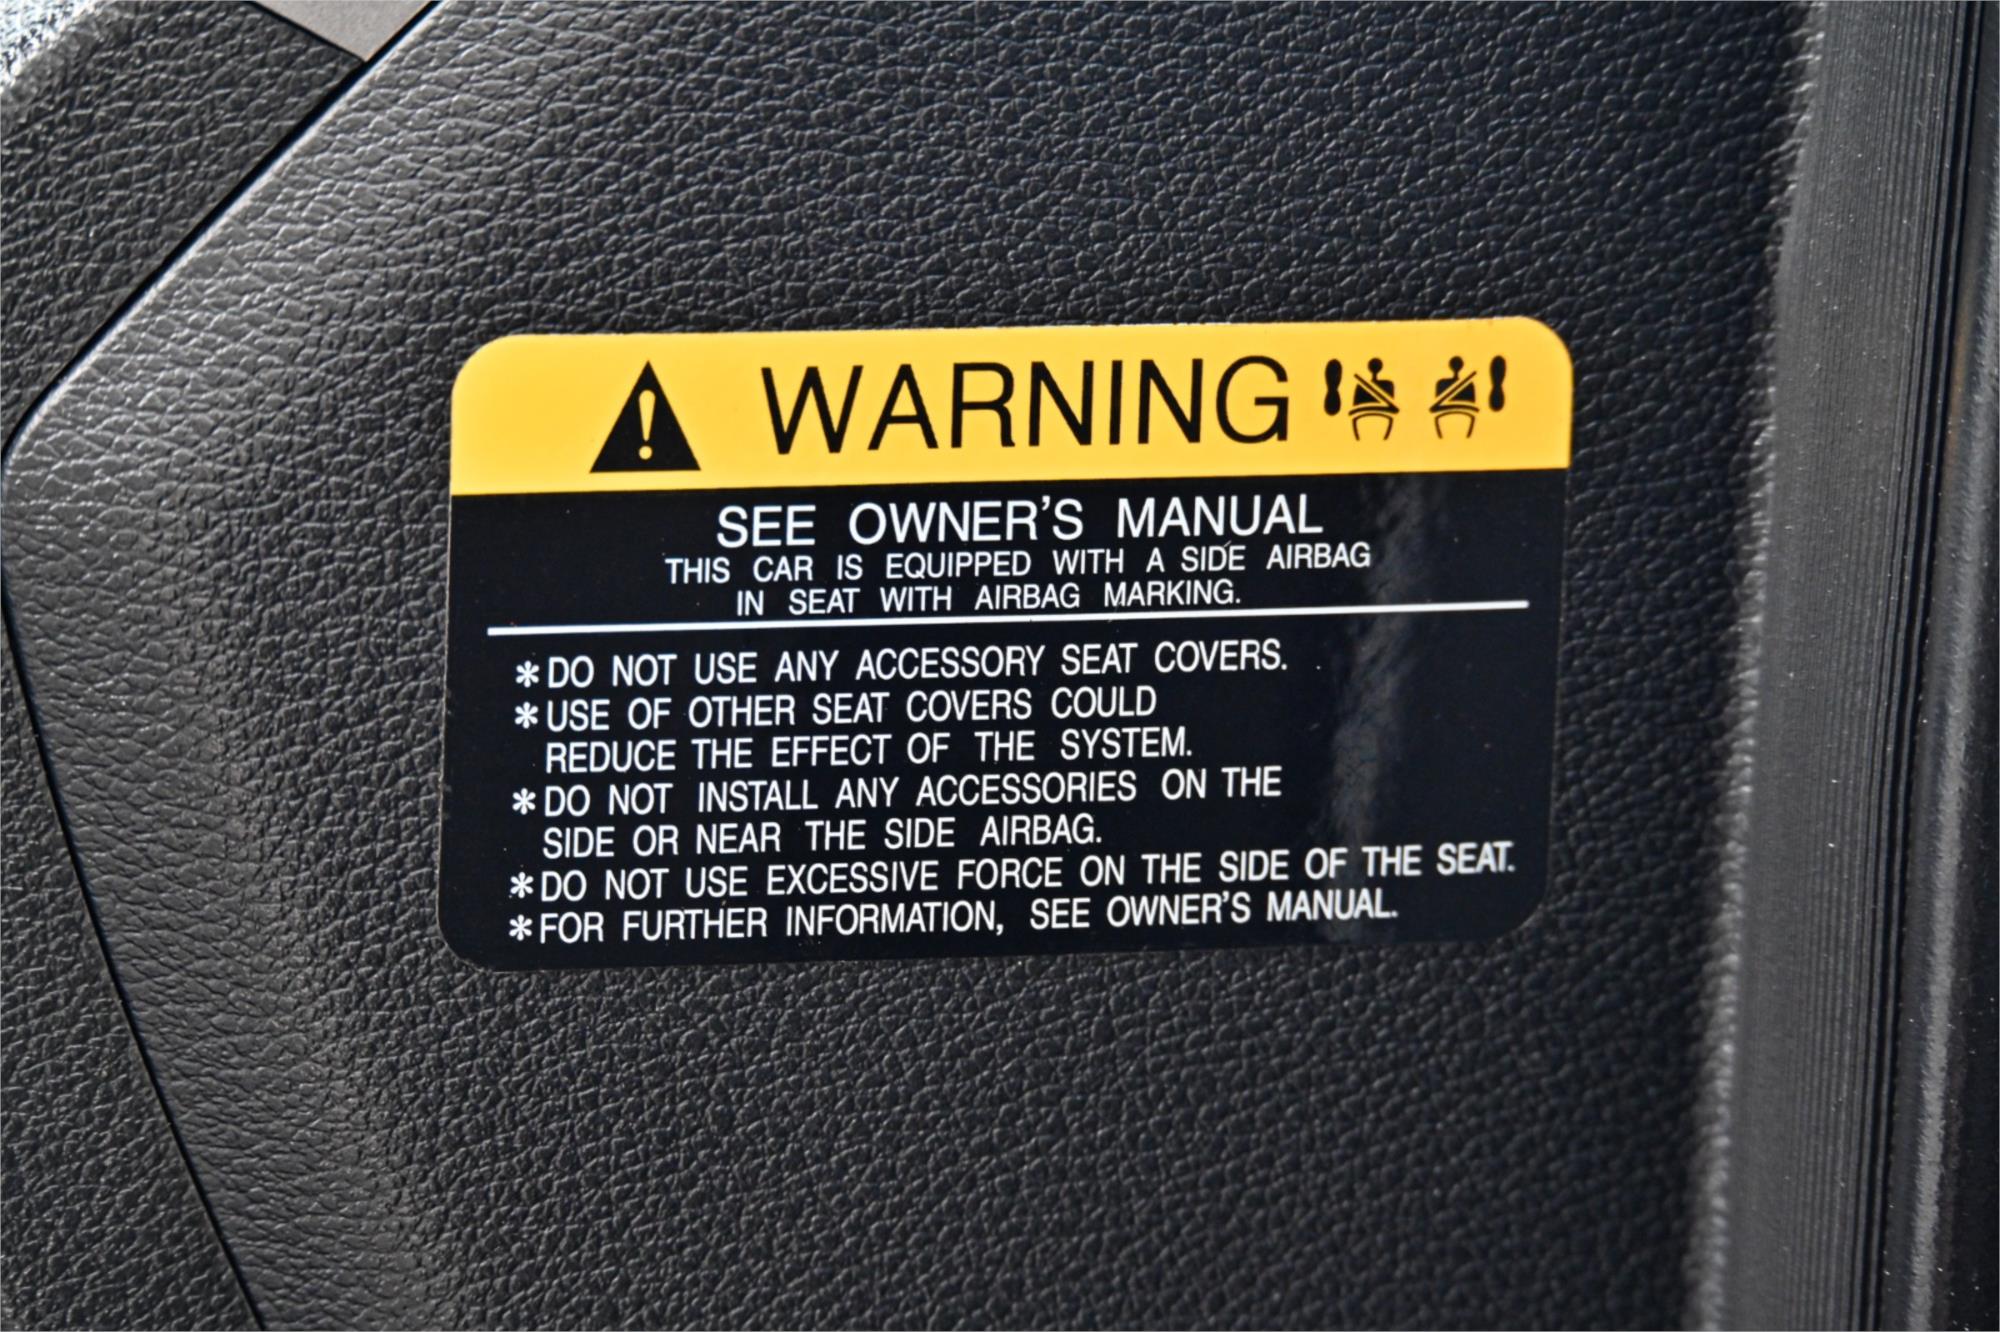 WARNING
SEE OWNER'S MANUAL
THIS CAR IS EQUIPPED WITH A SIDE AIRBAG
IN SEAT WITH AIRBAG MARKING.
*DO NOT USE ANY ACCESSORY SEAT COVERS.
*USE OF OTHER SEAT COVERS COULD
REDUCE THE EFFECT OF THE SYSTEM.
*DO NOT INSTALL ANY ACCESSORIES ON THE
SIDE OR NEAR THE SIDE AIRBAG.
*DO NOT USE EXCESSIVE FORCE ON THE SIDE OF THE SEAT.
*FOR FURTHER INFORMATION, SEE OWNER'S MANUAL.